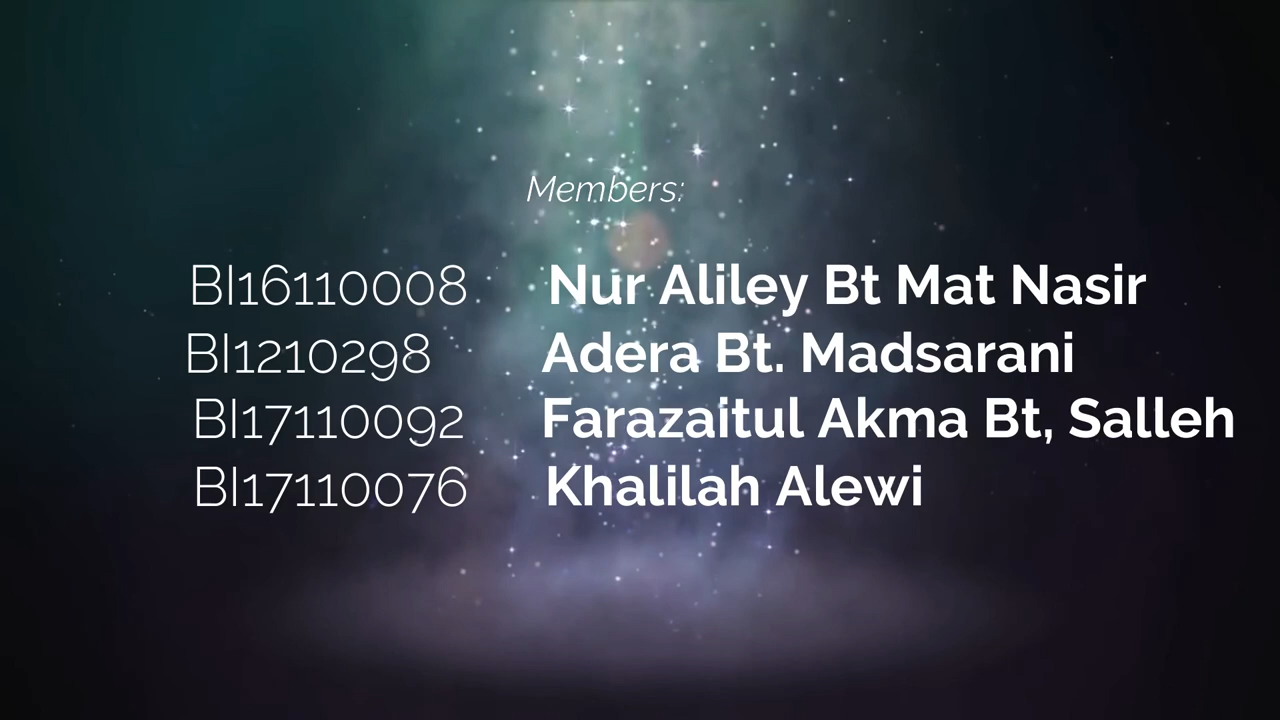 Members:
BI16110008 Nur Aliley Bt Mat Nasir
BI1210298 Adera Bt. Madsarani
BI17110092 Farazaitul Akma Bt, Salleh
BI17110076 Khalilah Alewi